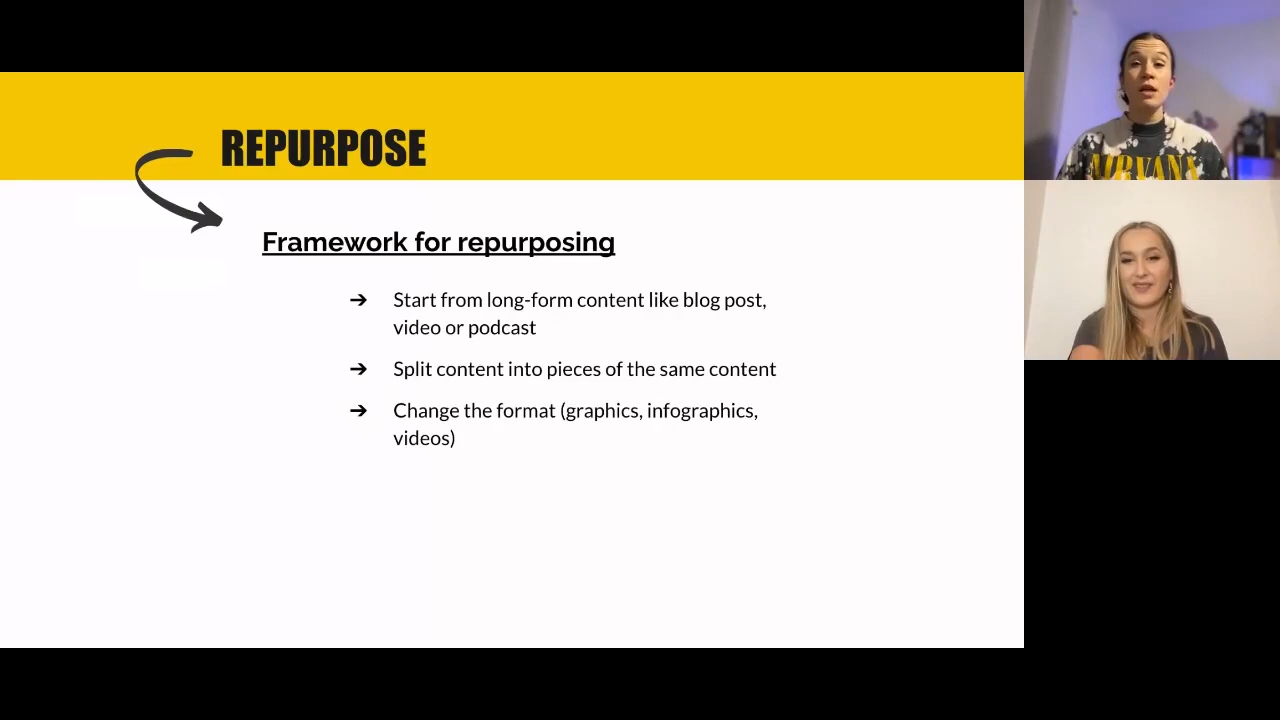 REPURPOSE
Framework for repurposing
➔ Start from long-form content like blog post,
video or podcast
➔ Split content into pieces of the same content
➔ Change the format (graphics, infographics,
videos)
NIRVANA